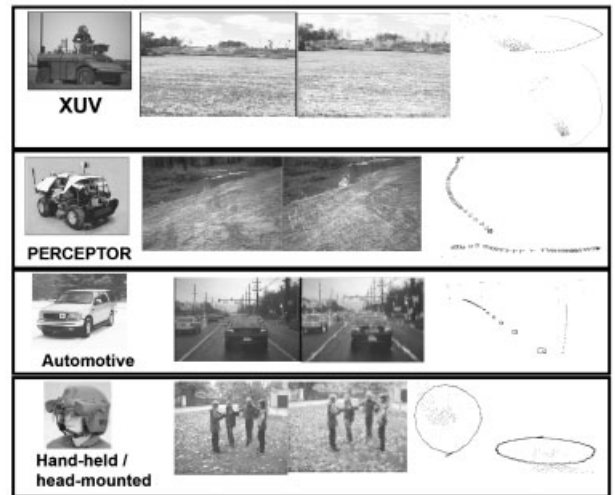 XUV
PERCEPTOR
Automotive
Hand-held /
head-mounted